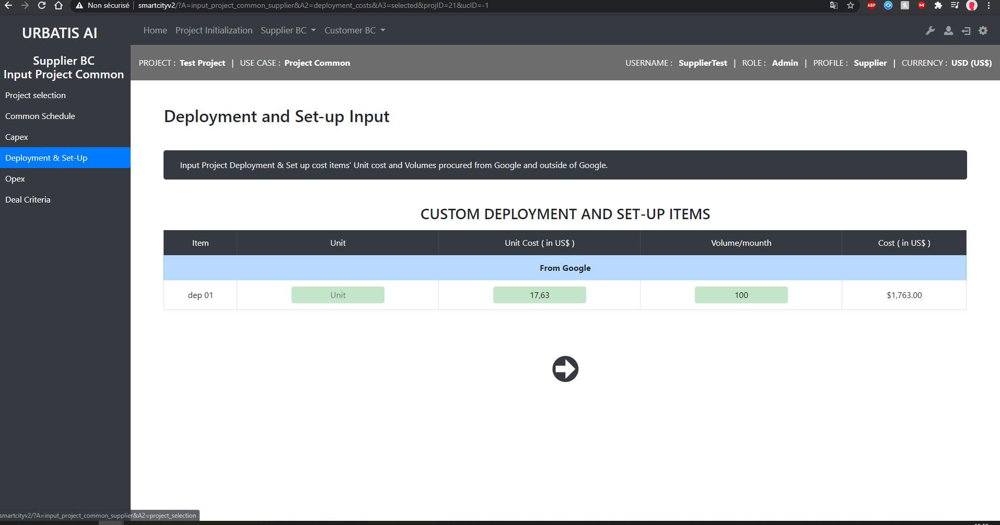 Non sécurisé | smartcityv2/?A=input_project_common_supplier&A2=deployment_costs&A3=selected&projID=21&ucID=-1
ABP
M
URBATIS AI
Home Project Initialization Supplier BC Customer BC
Supplier BC
Input Project Common
PROJECT : Test Project | USE CASE : Project Common
USERNAME : SupplierTest | ROLE : Admin | PROFILE : Supplier | CURRENCY : USD (US$)
Project selection
Common Schedule
Capex
Deployment & Set-Up
Opex
Deal Criteria
Deployment and Set-up Input
Input Project Deployment & Set up cost items' Unit cost and Volumes procured from Google and outside of Google.
CUSTOM DEPLOYMENT AND SET-UP ITEMS
Item Unit Unit Cost ( in US$ ) Volume/mounth Cost ( in US$ )
From Google
dep 01 Unit 17,63 100 $1,763.00
smartcityv2/?A=input_project_common_supplier&A2=project_selection